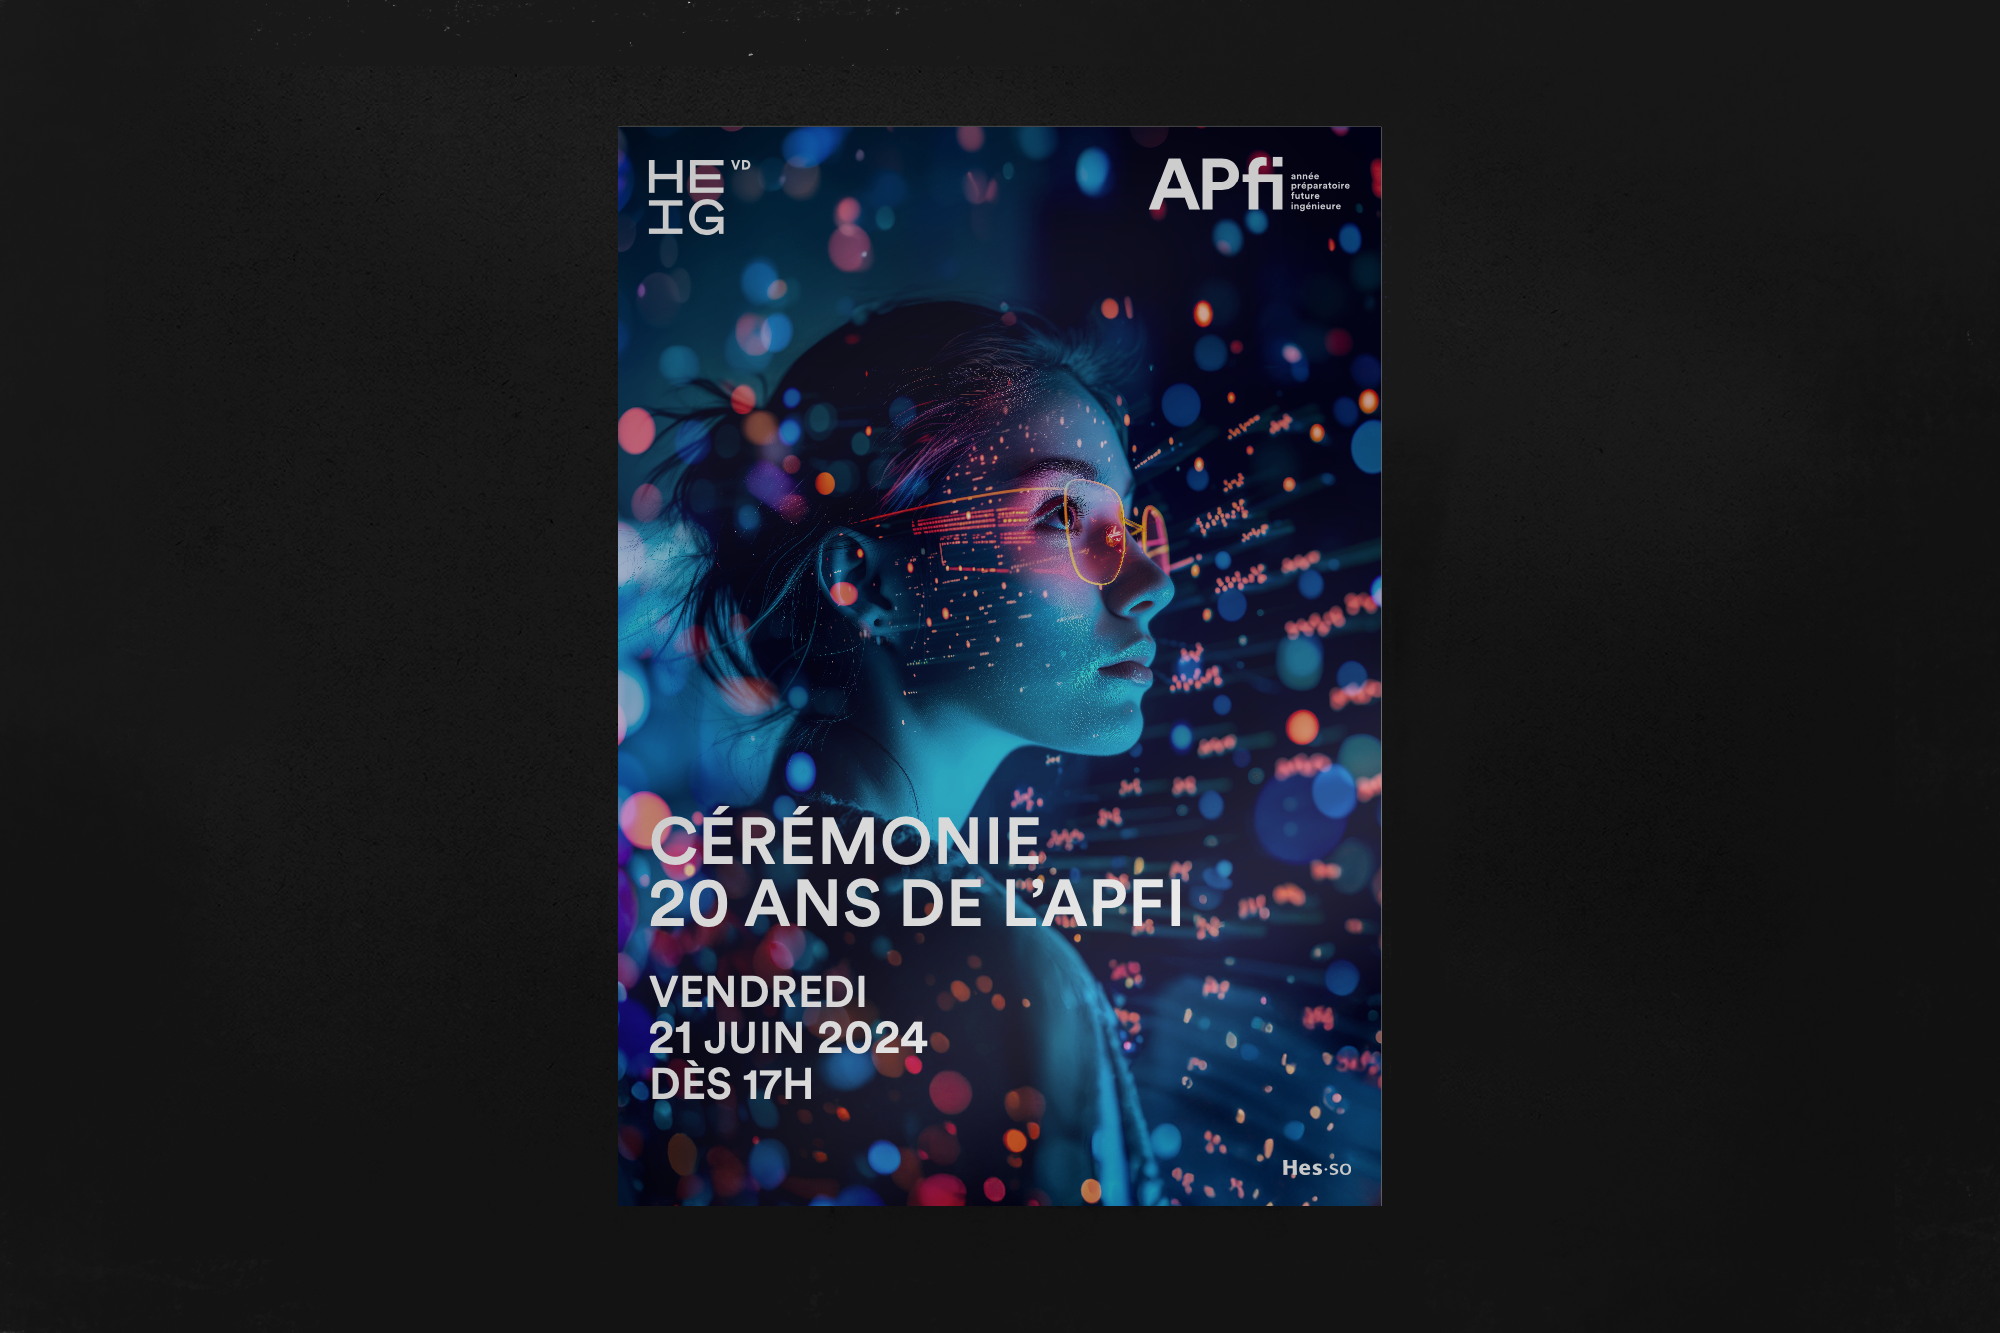 HE VD
IG
APfi
année
préparatoire
future
ingénieure
CÉRÉMONIE
20 ANS DE L’APFI
VENDREDI
21 JUIN 2024
DÈS 17H
Hes·so